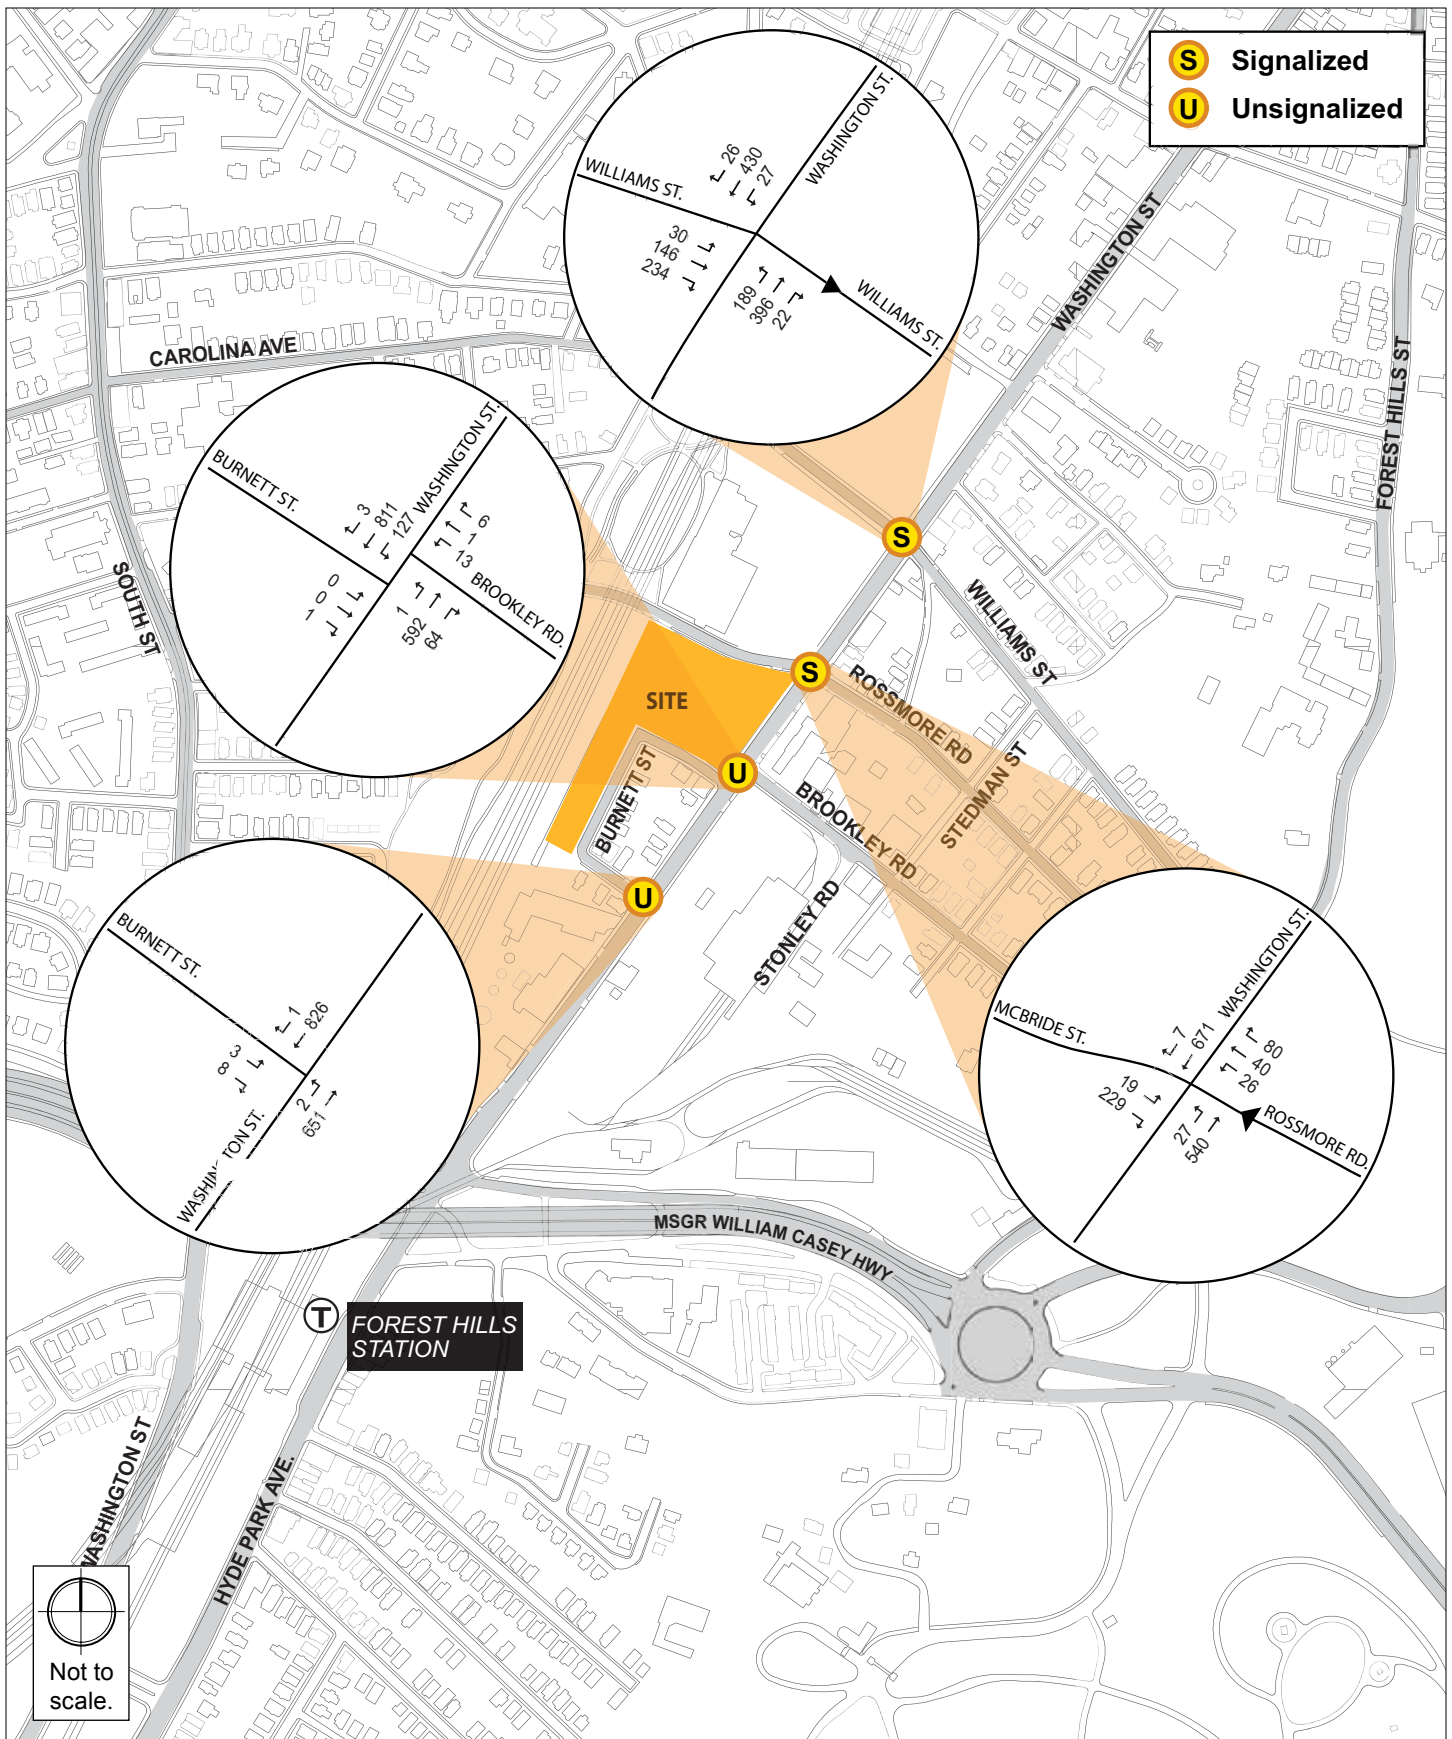 S Signalized
U Unsignalized
WASHINGTON ST.
WILLIAMS ST.
26
430
27
30
146
234
189
396
22
WILLIAMS ST.
WASHINGTON ST
FOREST HILLS ST
CAROLINA AVE
WASHINGTON ST.
BURNETT ST.
3
811
127
6
1
13
0
0
1
1
592
64
BROOKLEY RD.
SOUTH ST
S
WILLIAMS ST
S
SITE
ROSSMORE RD
STEDMAN ST
U
BURNETT ST
BROOKLEY RD
U
STONLEY RD
BURNETT ST.
1
826
3
8
2
651
WASHINGTON ST.
WASHINGTON ST.
MCBRIDE ST.
7
671
80
40
26
19
229
27
540
ROSSMORE RD.
MSGR WILLIAM CASEY HWY
T
FOREST HILLS
STATION
WASHINGTON ST
HYDE PARK AVE.
Not to
scale.